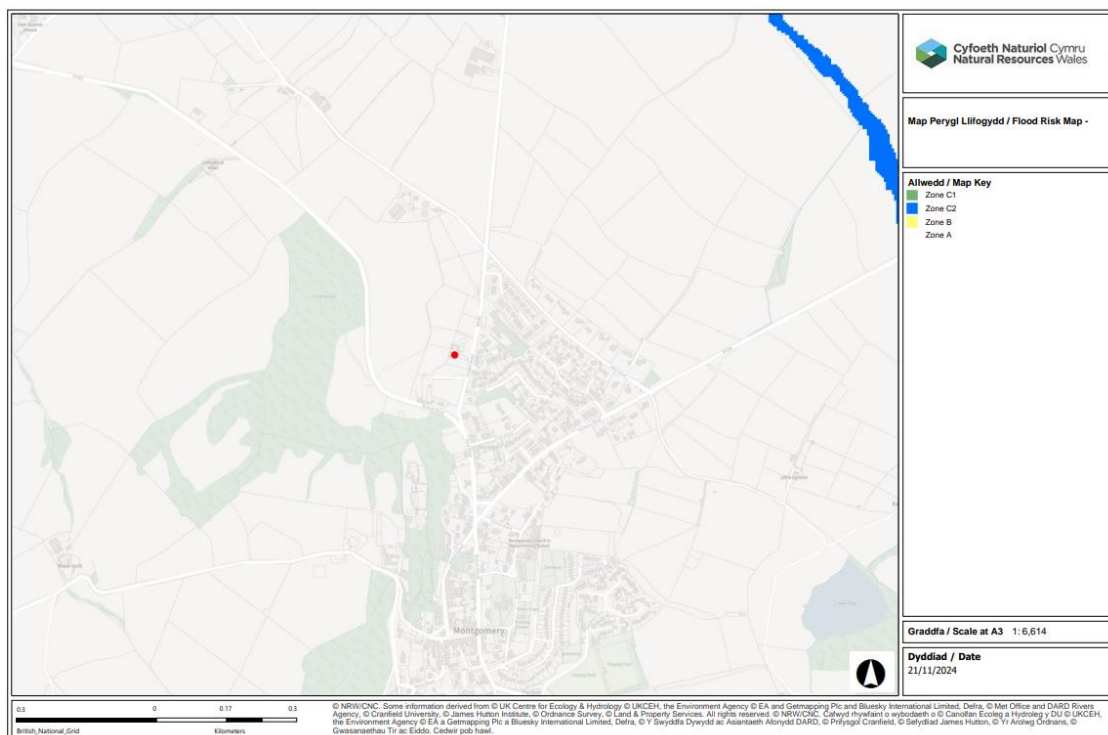 Cyfoeth Naturiol Cymru
Natural Resources Wales
Map Perygl Llifogydd / Flood Risk Map -
Allwedd / Map Key
Zone C1
Zone C2
Zone B
Zone A
Montgomery
Graddfa / Scale at A3 1: 6,614
Dyddiad / Date
21/11/2024
0.3 0 0.17 0.3
British_National_Grid Kilometers
© NRW/CNC. Some information derived from © UK Centre for Ecology & Hydrology © UKCEH, the Environment Agency © EA and Getmapping Plc and Bluesky International Limited, Defra, © Met Office and DARD Rivers
Agency, © Cranfield University, © James Hutton Institute, © Ordnance Survey, © Land & Property Services. All rights reserved. © NRW/CNC. Cafwyd rhywfaint o wybodaeth o © Canolfan Ecoleg a Hydroleg y DU © UKCEH,
the Environment Agency © EA a Getmapping Plc a Bluesky International Limited, Defra, © Y Swyddfa Dywydd ac Asiantaeth Afonydd DARD, © Prifysgol Cranfield, © Sefydliad James Hutton, © Yr Arolwg Ordnans, ©
Gwasanaethau Tir ac Eiddo. Cedwir pob hawl.